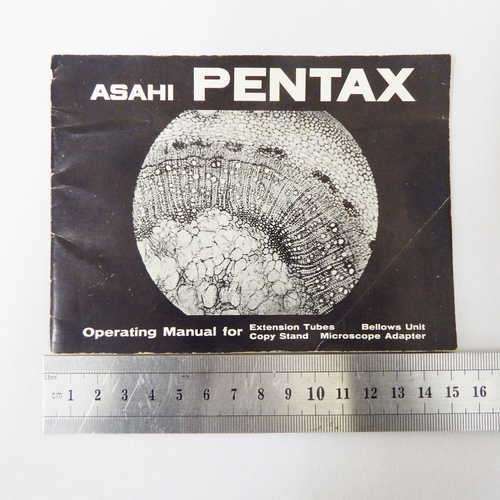 ASAHI PENTAX
Operating Manual for Extension Tubes Bellows Unit
Copy Stand Microscope Adapter
cm 1 2 3 4 5 6 7 8 9 10 11 12 13 14 15 16